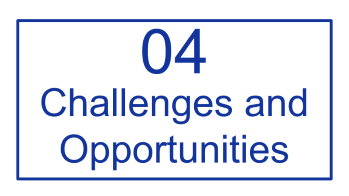 04
Challenges and
Opportunities